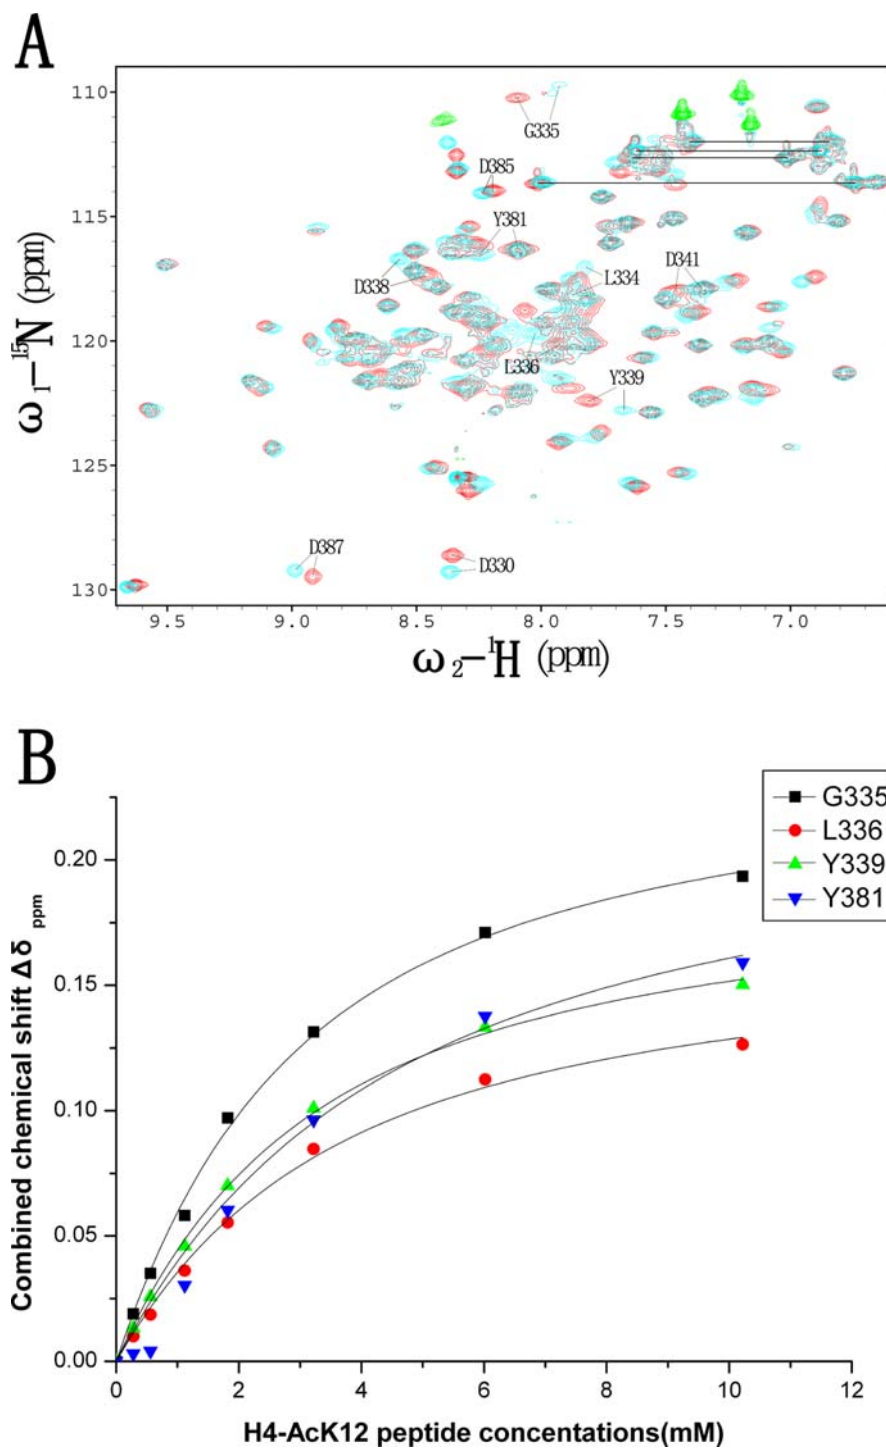 A
110
115
120
125
130
ω1–15N (ppm)
G335
D385
Y381
D338
L334
D341
L336
Y339
D387
D330
9.5 9.0 8.5 8.0 7.5 7.0
ω2–1H (ppm)
B
0.20
0.15
0.10
0.05
0.00
Combined chemical shift Δδ ppm
G335
L336
Y339
Y381
0 2 4 6 8 10 12
H4-AcK12 peptide concentations(mM)